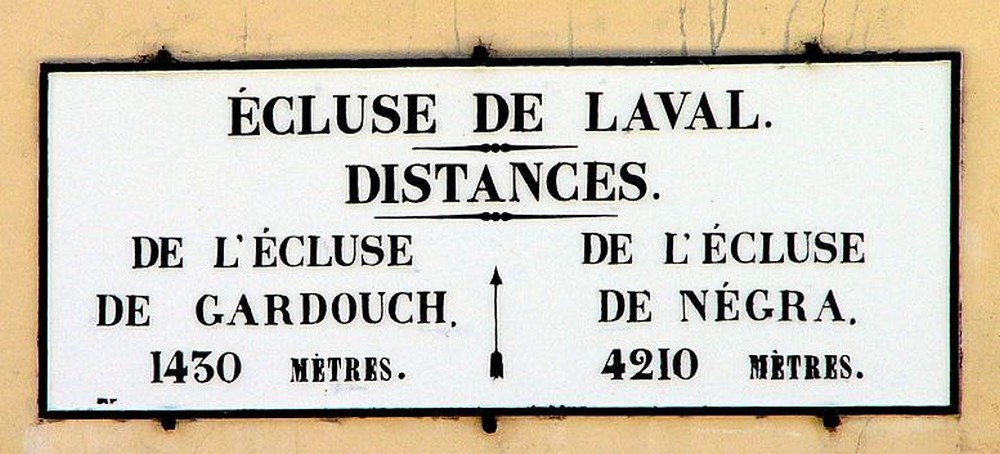 ÉCLUSE DE LAVAL.
DISTANCES.
DE L'ÉCLUSE
DE GARDOUCH.
1430 MÈTRES.
DE L'ÉCLUSE
DE NÉGRA.
4210 MÈTRES.